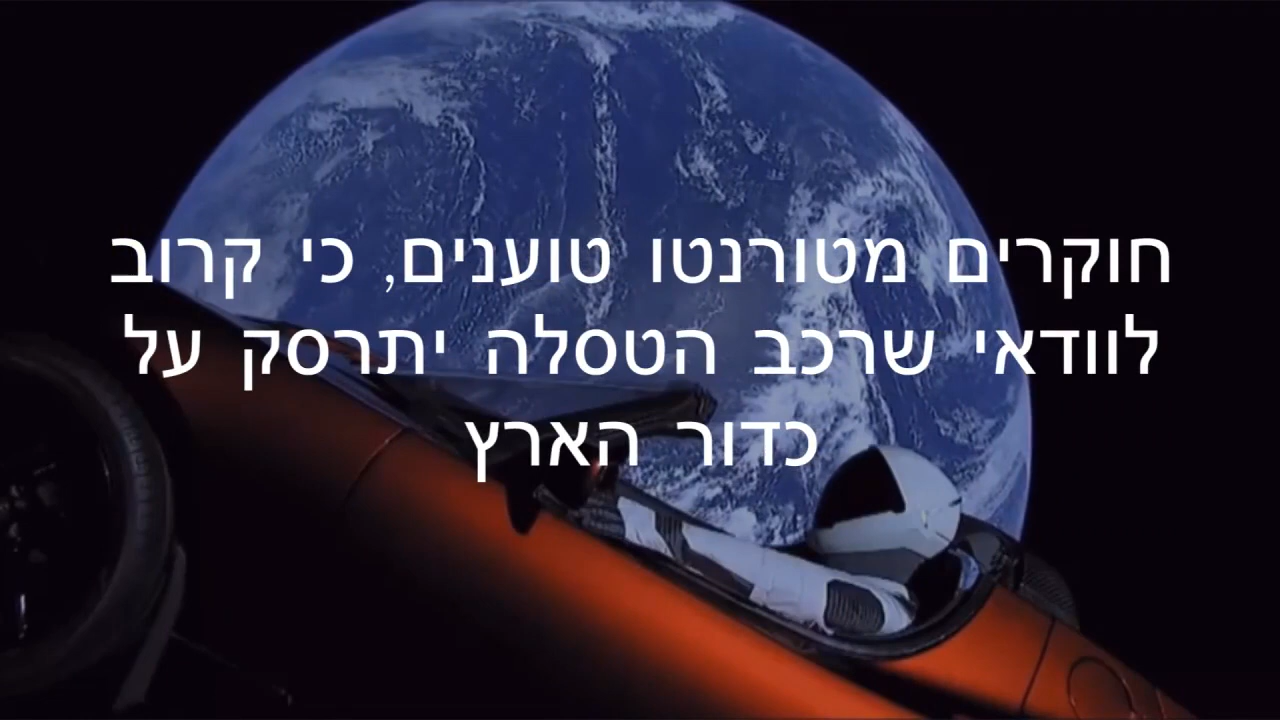 חוקרים מטורנטו טוענים, כי קרוב
לוודאי שרכב הטסלה יתרסק על
כדור הארץ